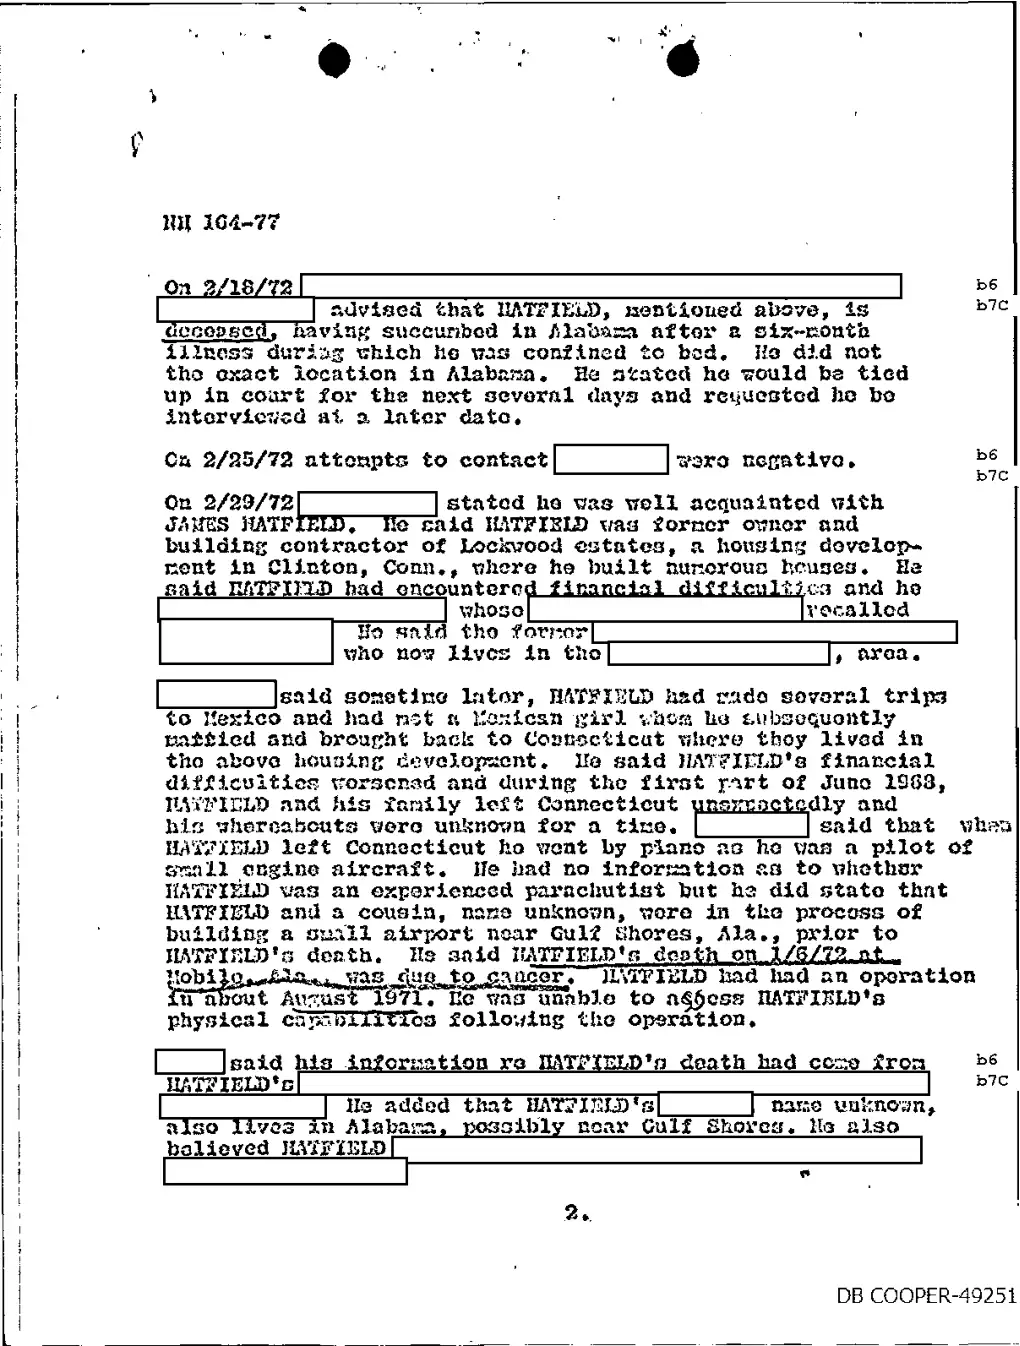 NH 164-77
On 2/18/72 b6
advised that HATFIELD, mentioned above, is b7C
deceased, having succumbed in Alabama after a six-month
illness during which he was confined to bed. He did not
the exact location in Alabama. He stated he would be tied
up in court for the next several days and requested he be
interviewed at a later date.
On 2/25/72 attempts to contact were negative. b6
b7C
On 2/29/72 stated he was well acquainted with
JAMES HATFIELD. He said HATFIELD was former owner and
building contractor of Lockwood estates, a housing develop-
ment in Clinton, Conn., where he built numerous houses. He
said HATFIELD had encountered financial difficulties and he
whose recalled
He said the former
who now lives in the , area.
said sometime later, HATFIELD had made several trips
to Mexico and had met a Mexican girl whom he subsequently
mattied and brought back to Connecticut where they lived in
the above housing development. He said HATFIELD's financial
difficulties worsened and during the first part of June 1968,
HATFIELD and his family left Connecticut unexpectedly and
his whereabouts were unknown for a time. said that when
HATFIELD left Connecticut he went by plane as he was a pilot of
small engine aircraft. He had no information as to whether
HATFIELD was an experienced parachutist but he did state that
HATFIELD and a cousin, name unknown, were in the process of
building a small airport near Gulf Shores, Ala., prior to
HATFIELD's death. He said HATFIELD's death on 1/6/72 at
Mobile, Ala., was due to cancer. HATFIELD had had an operation
in about August 1971. He was unable to assess HATFIELD's
physical capabilities following the operation.
said his information re HATFIELD's death had come from b6
HATFIELD's b7C
He added that HATFIELD's , name unknown,
also lives in Alabama, possibly near Gulf Shores. He also
believed HATFIELD
2.
DB COOPER-49251